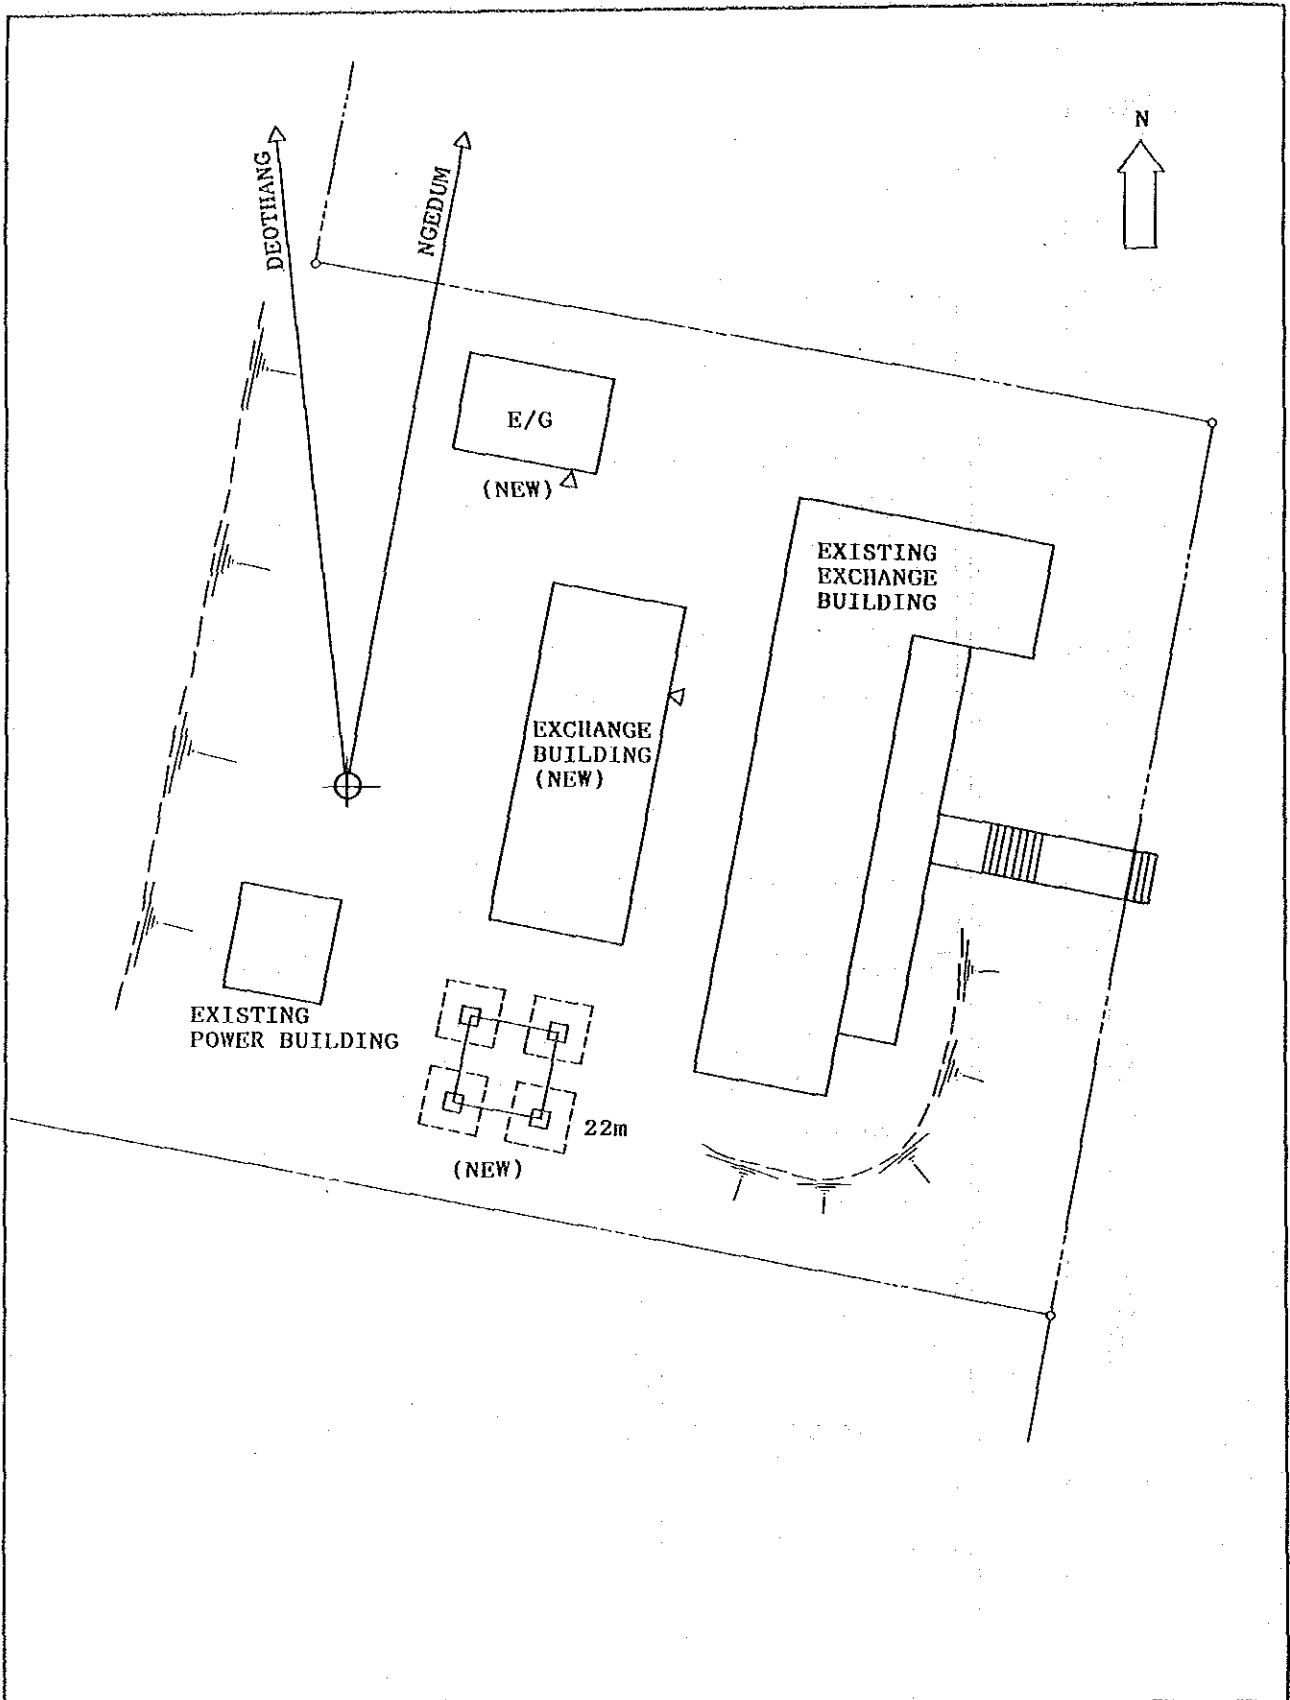 N
DEOTHANG
NGEDUM
E/G
(NEW)
EXISTING
EXCHANGE
BUILDING
EXCHANGE
BUILDING
(NEW)
EXISTING
POWER BUILDING
22m
(NEW)